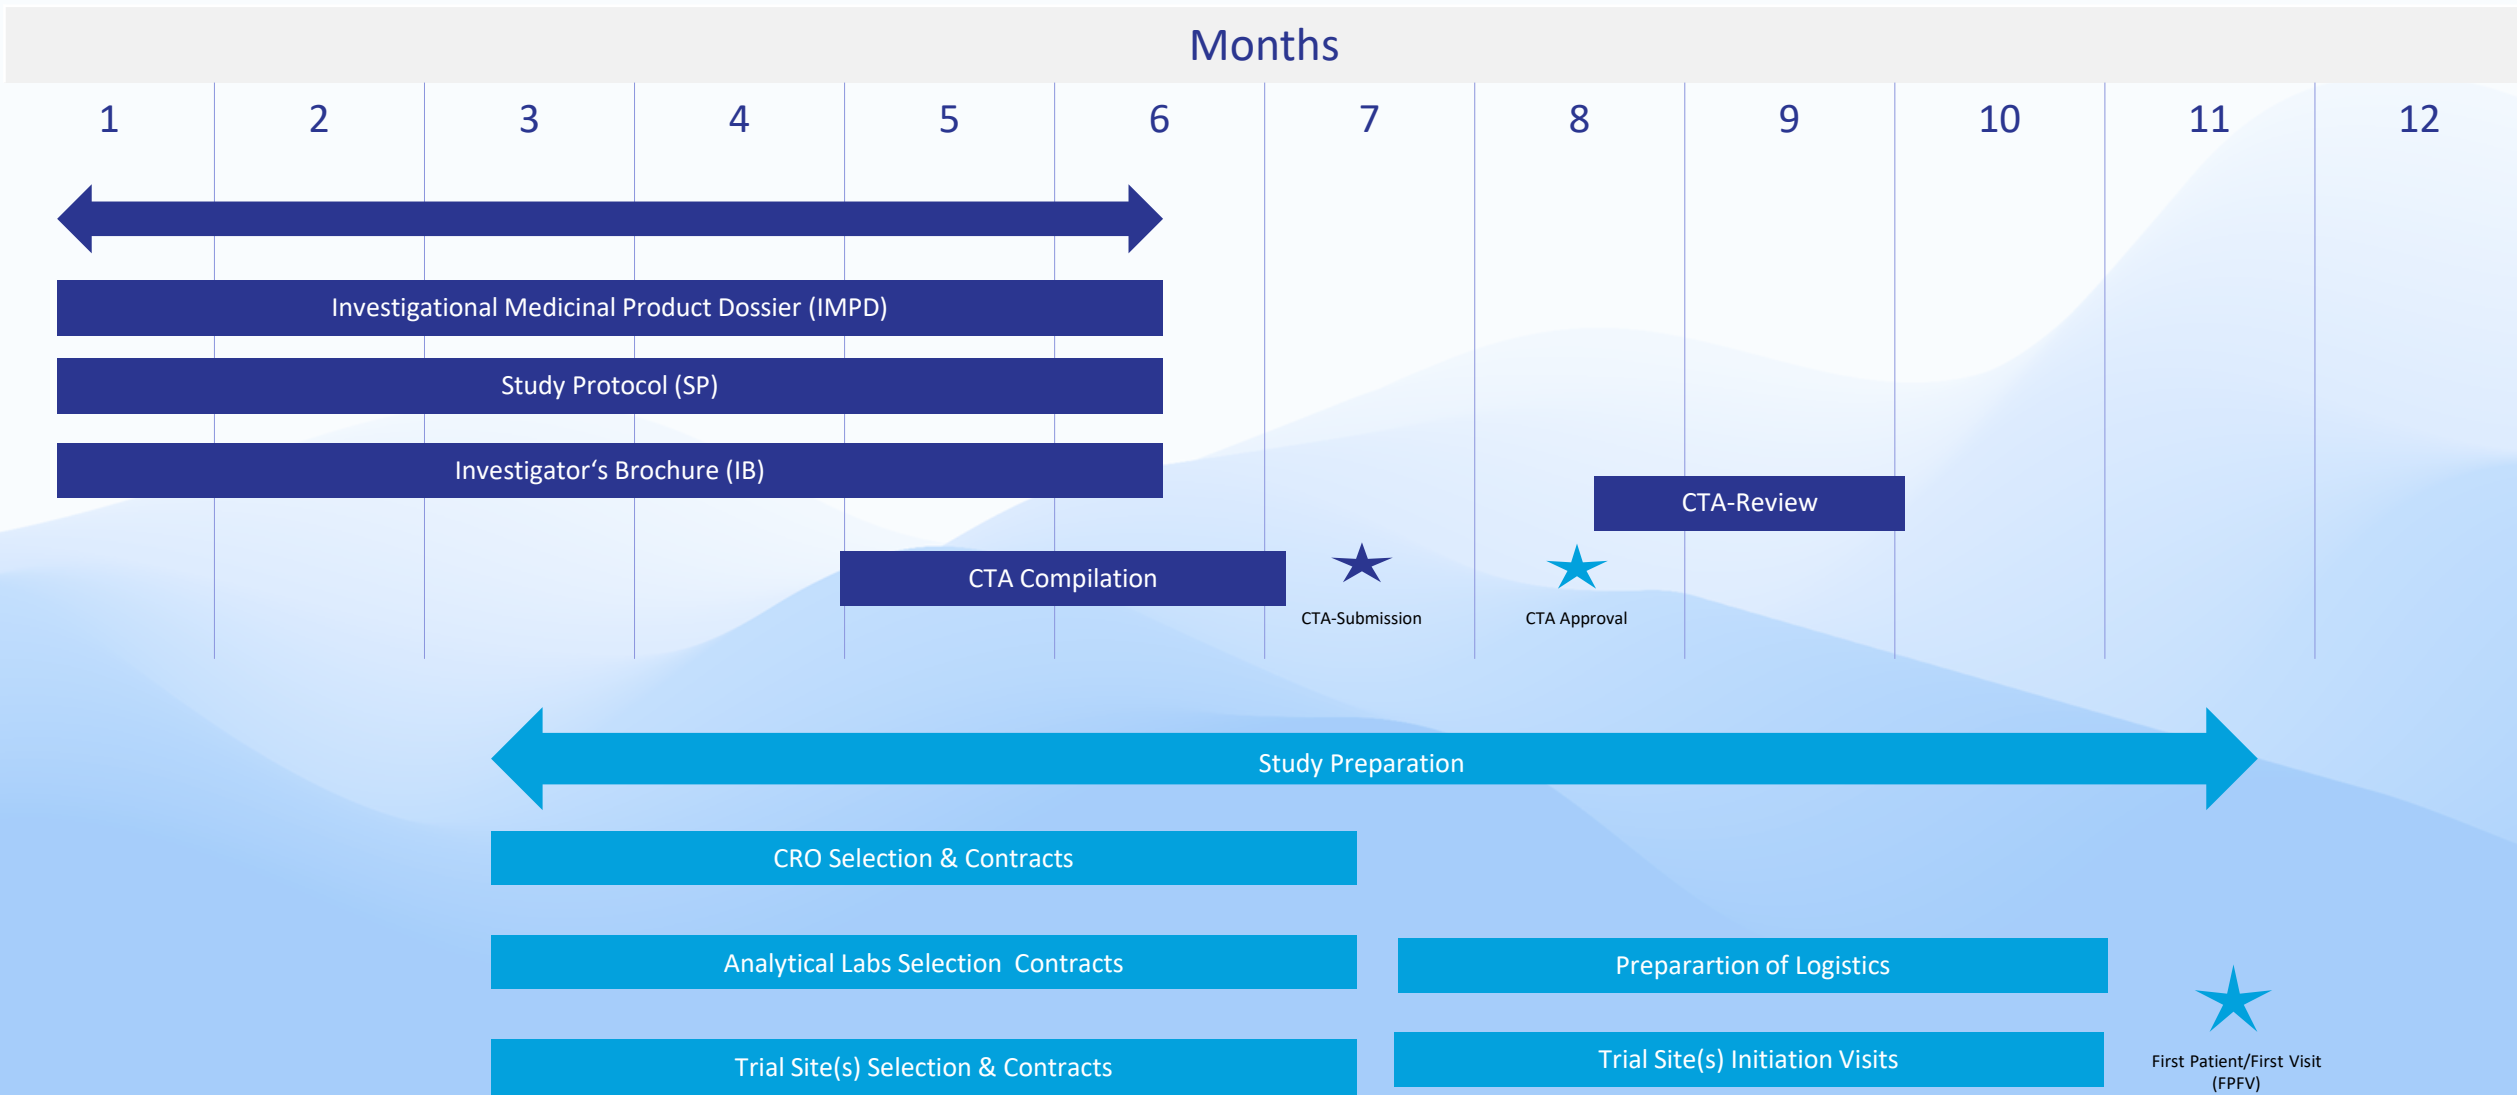 Months
1 2 3 4 5 6 7 8 9 10 11 12
Investigational Medicinal Product Dossier (IMPD)
Study Protocol (SP)
Investigator‘s Brochure (IB)
CTA-Review
CTA Compilation
CTA-Submission
CTA Approval
Study Preparation
CRO Selection & Contracts
Analytical Labs Selection  Contracts
Preparartion of Logistics
Trial Site(s) Selection & Contracts
Trial Site(s) Initiation Visits
First Patient/First Visit
(FPFV)